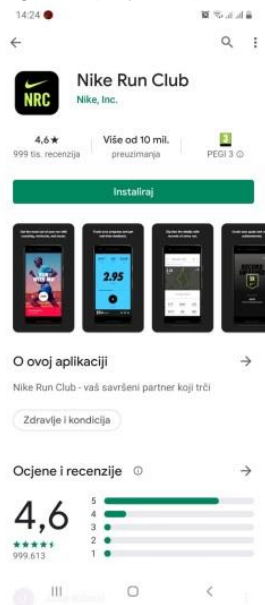 14:24
NRC
Nike Run Club
Nike, Inc.
4,6★
999 tis. recenzija
Više od 10 mil.
preuzimanja
3
PEGI 3
Instaliraj
2.95
O ovoj aplikaciji
Nike Run Club - vaš savršeni partner koji trči
Zdravlje i kondicija
Ocjene i recenzije
4,6
999.613
5
4
3
2
1